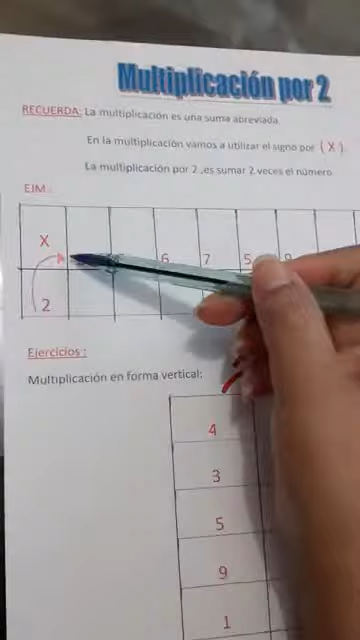 Multiplicación por 2
RECUERDA: La multiplicación es una suma abreviada.
En la multiplicación vamos a utilizar el signo por ( X ).
La multiplicación por 2 ,es sumar 2 veces el número.
EJM :
X 6 7 5 9
2
Ejercicios :
Multiplicación en forma vertical:
4
3
5
9
1